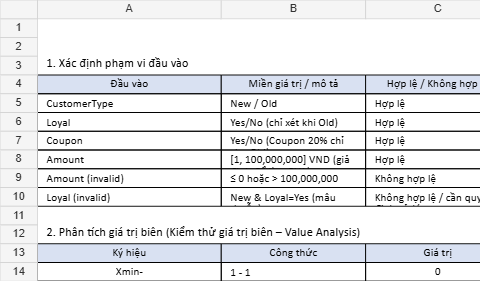 A B C
1
2
3 1. Xác định phạm vi đầu vào
4 Đầu vào Miền giá trị / mô tả Hợp lệ / Không hợp
5 CustomerType New / Old Hợp lệ
6 Loyal Yes/No (chỉ xét khi Old) Hợp lệ
7 Coupon Yes/No (Coupon 20% chỉ Hợp lệ
8 Amount [1, 100,000,000] VND (giá Hợp lệ
9 Amount (invalid) ≤ 0 hoặc > 100,000,000 Không hợp lệ
10 Loyal (invalid) New & Loyal=Yes (mâu Không hợp lệ / cần quy
11
12 2. Phân tích giá trị biên (Kiểm thử giá trị biên – Value Analysis)
13 Ký hiệu Công thức Giá trị
14 Xmin- 1 - 1 0